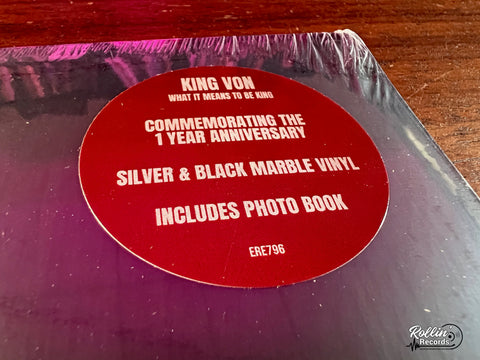 KING VON
WHAT IT MEANS TO BE KING
COMMEMORATING THE
1 YEAR ANNIVERSARY
SILVER & BLACK MARBLE VINYL
INCLUDES PHOTO BOOK
ERE796
Rollin'
Records